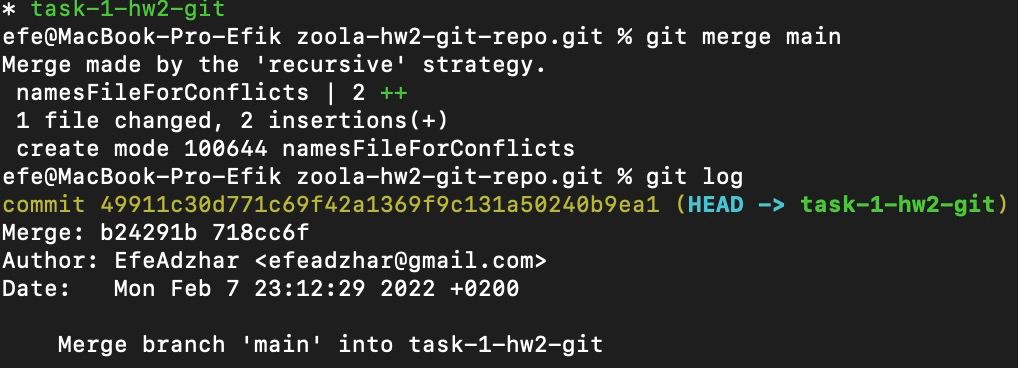 * task-1-hw2-git
efe@MacBook-Pro-Efik zoola-hw2-git-repo.git % git merge main
Merge made by the 'recursive' strategy.
 namesFileForConflicts | 2 ++
 1 file changed, 2 insertions(+)
 create mode 100644 namesFileForConflicts
efe@MacBook-Pro-Efik zoola-hw2-git-repo.git % git log
commit 49911c30d771c69f42a1369f9c131a50240b9ea1 (HEAD -> task-1-hw2-git)
Merge: b24291b 718cc6f
Author: EfeAdzhar <efeadzhar@gmail.com>
Date:   Mon Feb 7 23:12:29 2022 +0200

    Merge branch 'main' into task-1-hw2-git